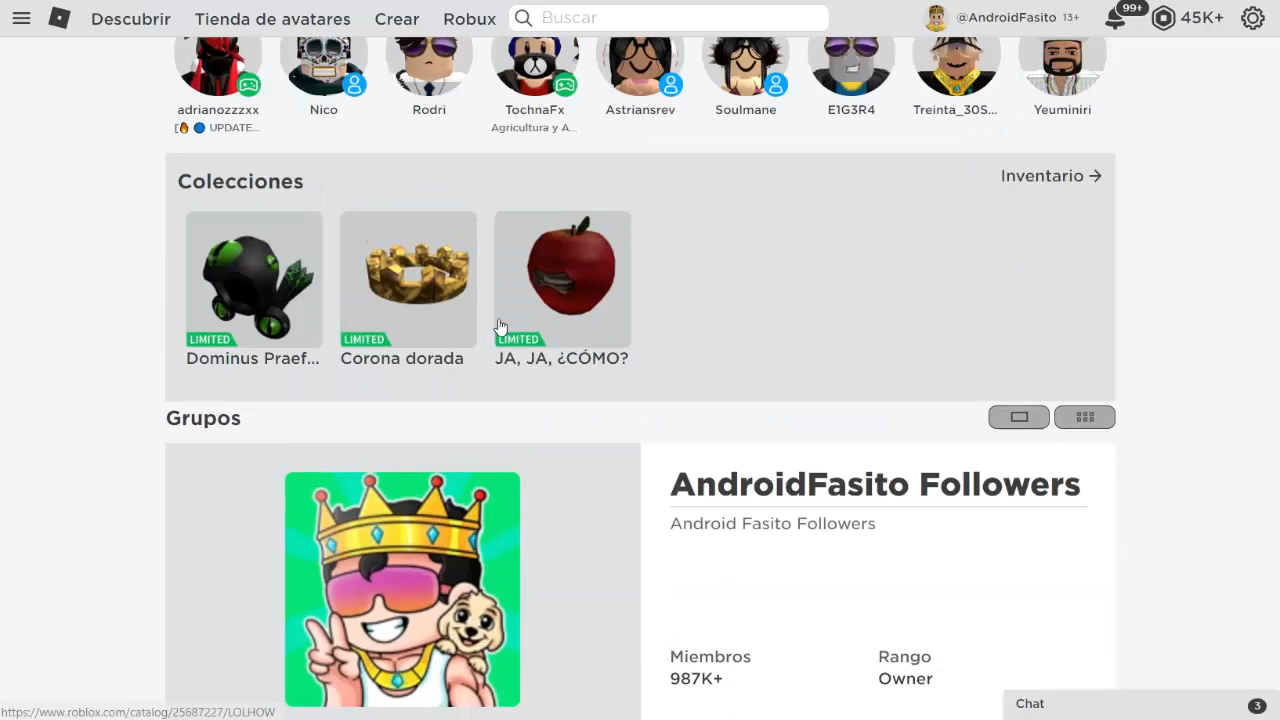 Descubrir Tienda de avatares Crear Robux Buscar @AndroidFasito 13+ 99+ 45K+
adrianozzzxx Nico Rodri TochnaFx Astriansrev Soulmane E1G3R4 Treinta_30S... Yeuminiri
[🔥 🔵 UPDATE... Agricultura y A...
Colecciones Inventario →
LIMITED LIMITED LIMITED
Dominus Praef... Corona dorada JA, JA, ¿CÓMO?
Grupos
AndroidFasito Followers
Android Fasito Followers
Miembros Rango
987K+ Owner
Chat 3
https://www.roblox.com/catalog/25687227/LOLHOW